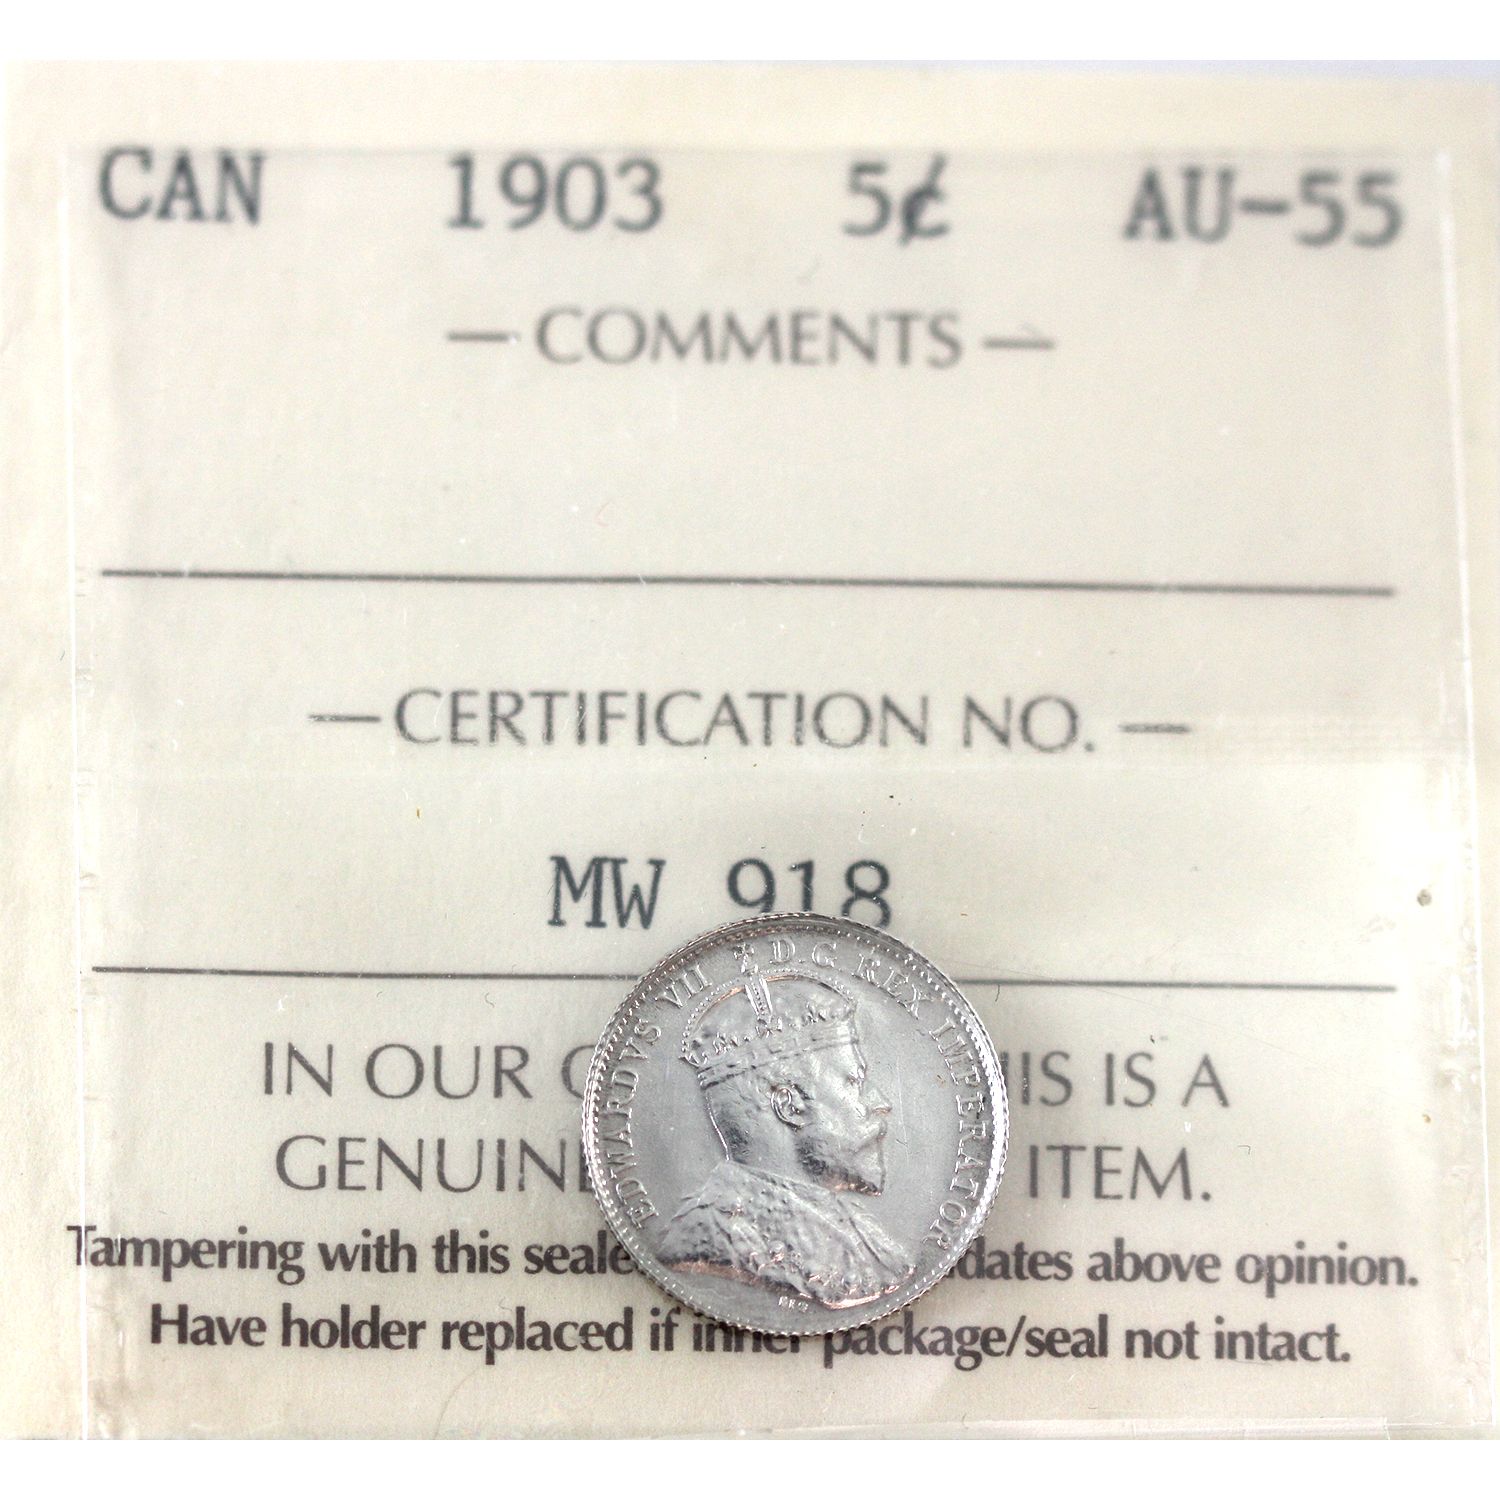 CAN 1903 5¢ AU-55
— COMMENTS —
— CERTIFICATION NO. —
MW 918
EDWARDVS VII D.G. REX IMPERATOR
IN OUR IS IS A
GENUIN ITEM.
Tampering with this seale dates above opinion.
Have holder replaced if inner package/seal not intact.